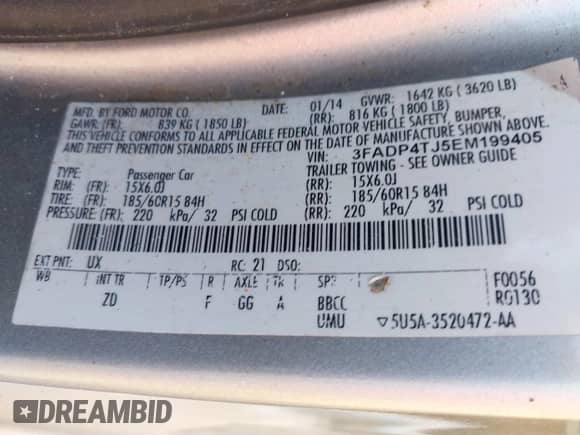 MFD. BY FORD MOTOR CO. 01/14 GVWR: 1642 KG ( 3620 LB)
GAWR: (FR): 839 KG ( 1850 LB) (RR): 816 KG ( 1800 LB)
THIS VEHICLE CONFORMS TO ALL APPLICABLE FEDERAL MOTOR VEHICLE SAFETY, BUMPER,
AND THEFT PREVENTION STANDARDS IN EFFECT ON THE DATE OF MANUFACTURE SHOWN ABOVE.
VIN: 3FADP4TJ5EM199405
TYPE: Passenger Car TRAILER TOWING - SEE OWNER GUIDE
RIM: (FR): 15X6.0J (RR): 15X6.0J
TIRE: (FR): 185/60R15 84H (RR): 185/60R15 84H
PRESSURE: (FR): 220 kPa/ 32 PSI COLD (RR): 220 kPa/ 32 PSI COLD
EXT PNT: UX RC: 21 DSO:
WB INT TR TP/PS R AXLE TR SPR F0056
ZD F GG A BBCC R0130
UMU ▽5U5A-3520472-AA
DREAMBID